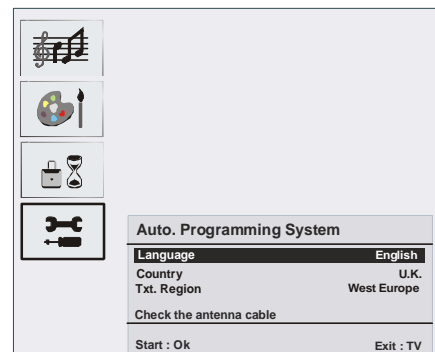 Auto. Programming System
Language English
Country U.K.
Txt. Region West Europe
Check the antenna cable
Start : Ok Exit : TV